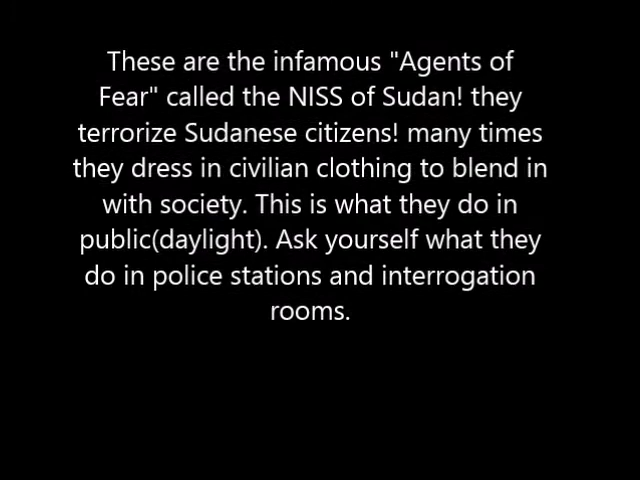 These are the infamous "Agents of
Fear" called the NISS of Sudan! they
terrorize Sudanese citizens! many times
they dress in civilian clothing to blend in
with society. This is what they do in
public(daylight). Ask yourself what they
do in police stations and interrogation
rooms.